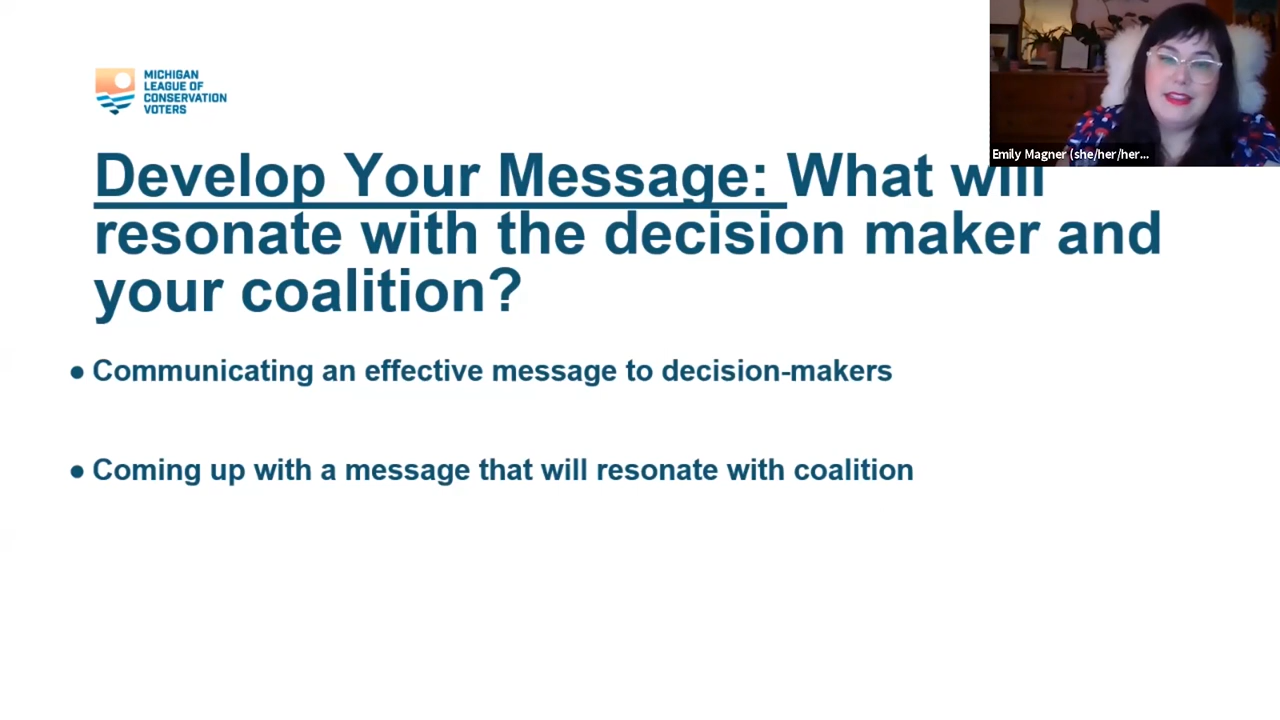 MICHIGAN
LEAGUE OF
CONSERVATION
VOTERS
Emily Magner (she/her/her...
Develop Your Message: What will
resonate with the decision maker and
your coalition?
● Communicating an effective message to decision-makers
● Coming up with a message that will resonate with coalition